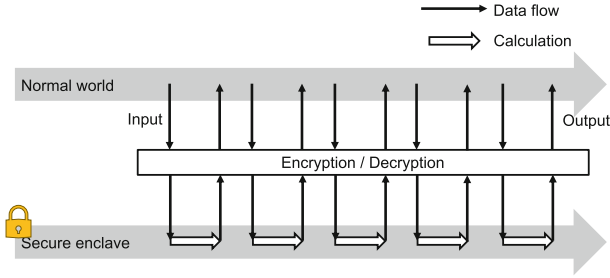 Data flow
Calculation
Normal world
Input
Output
Encryption / Decryption
Secure enclave